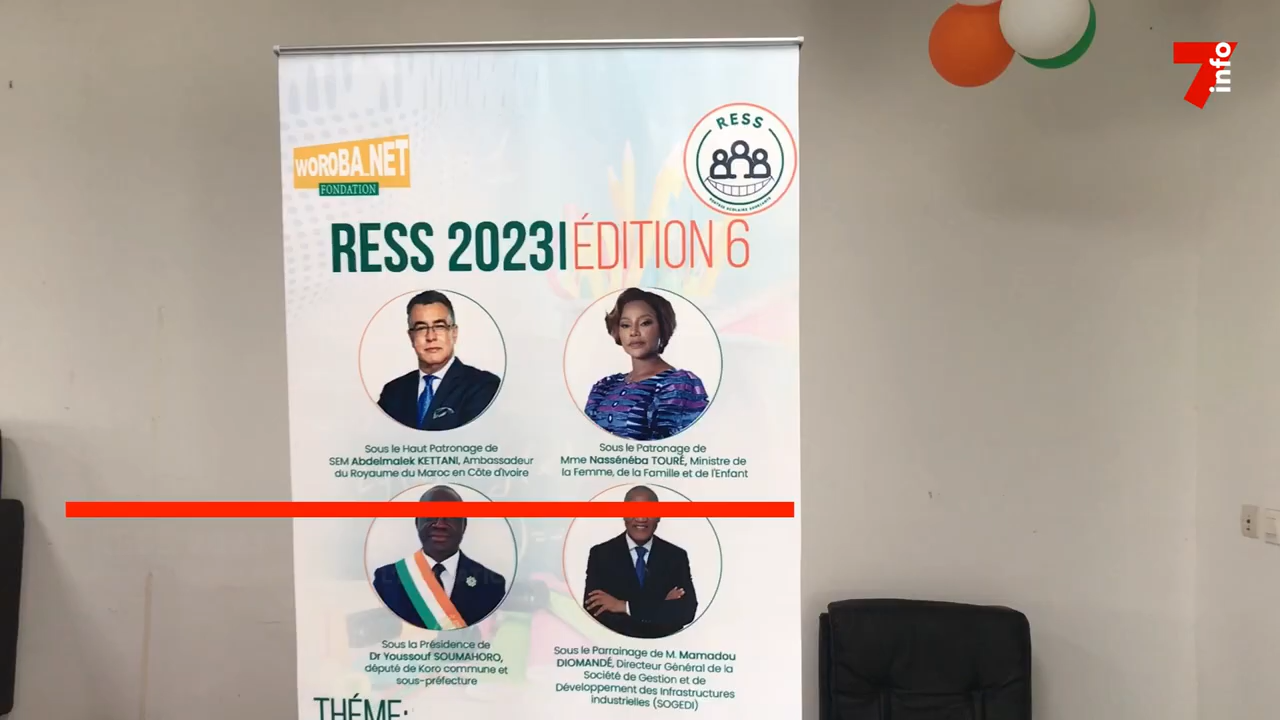 7info
RESS
WOROBA.NET
FONDATION
RENTRÉE SCOLAIRE SOURIANTE
RESS 2023|ÉDITION 6
Sous le Haut Patronage de
SEM Abdelmalek KETTANI, Ambassadeur
du Royaume du Maroc en Côte d'Ivoire
Sous le Patronage de
Mme Nassénéba TOURÉ, Ministre de
la Femme, de la Famille et de l'Enfant
Sous la Présidence de
Dr Youssouf SOUMAHORO,
député de Koro commune et
sous-préfecture
Sous le Parrainage de M. Mamadou
DIOMANDÉ, Directeur Général de la
Société de Gestion et de
Développement des Infrastructures
industrielles (SOGEDI)
THÉME: